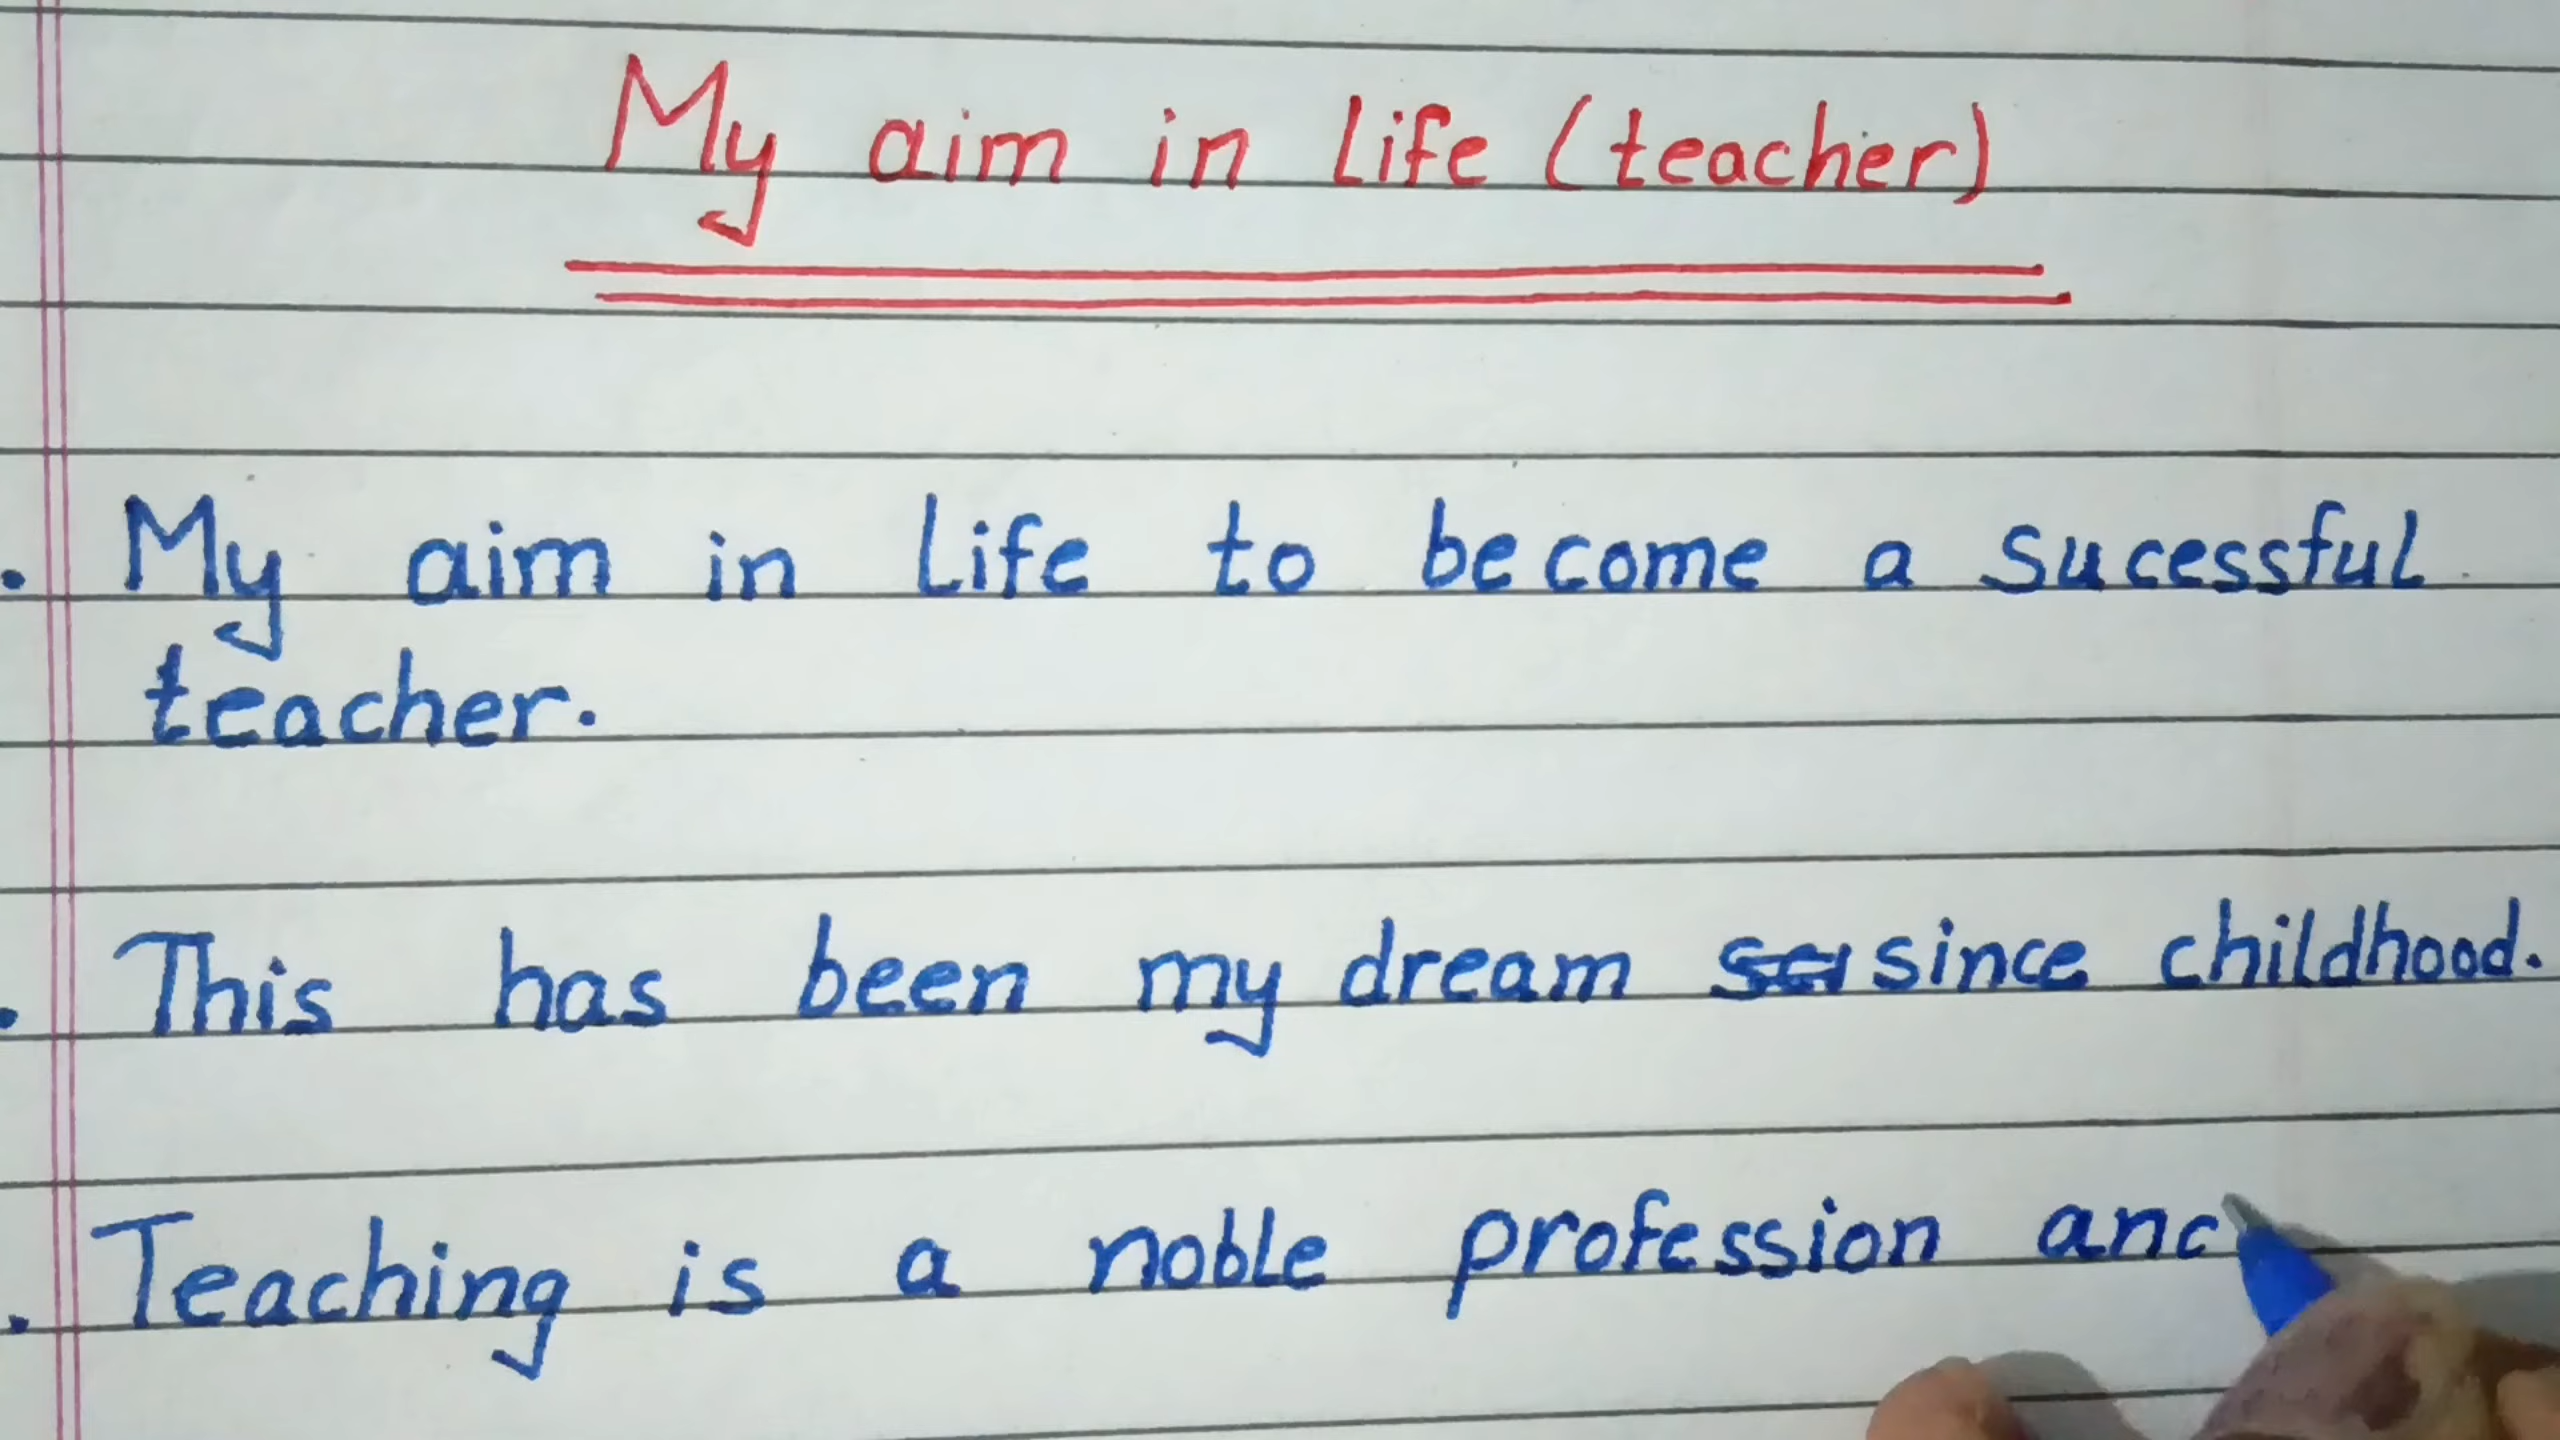 My aim in life (teacher)
. My aim in life to become a sucessful
teacher.
. This has been my dream since childhood.
. Teaching is a noble profession anc